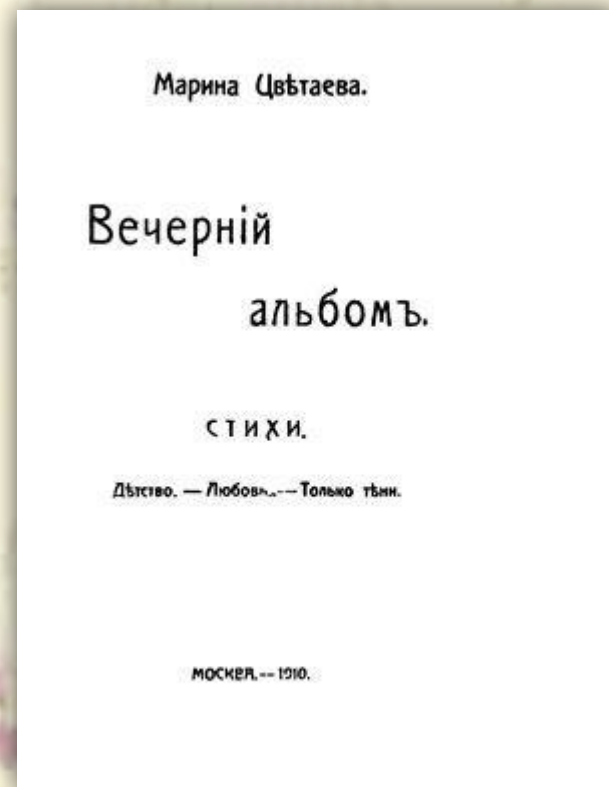 Марина Цвѣтаева.
Вечерній
альбомъ.
СТИХИ.
Дѣтство. — Любовь. — Только тѣни.
МОСКВА. — 1910.